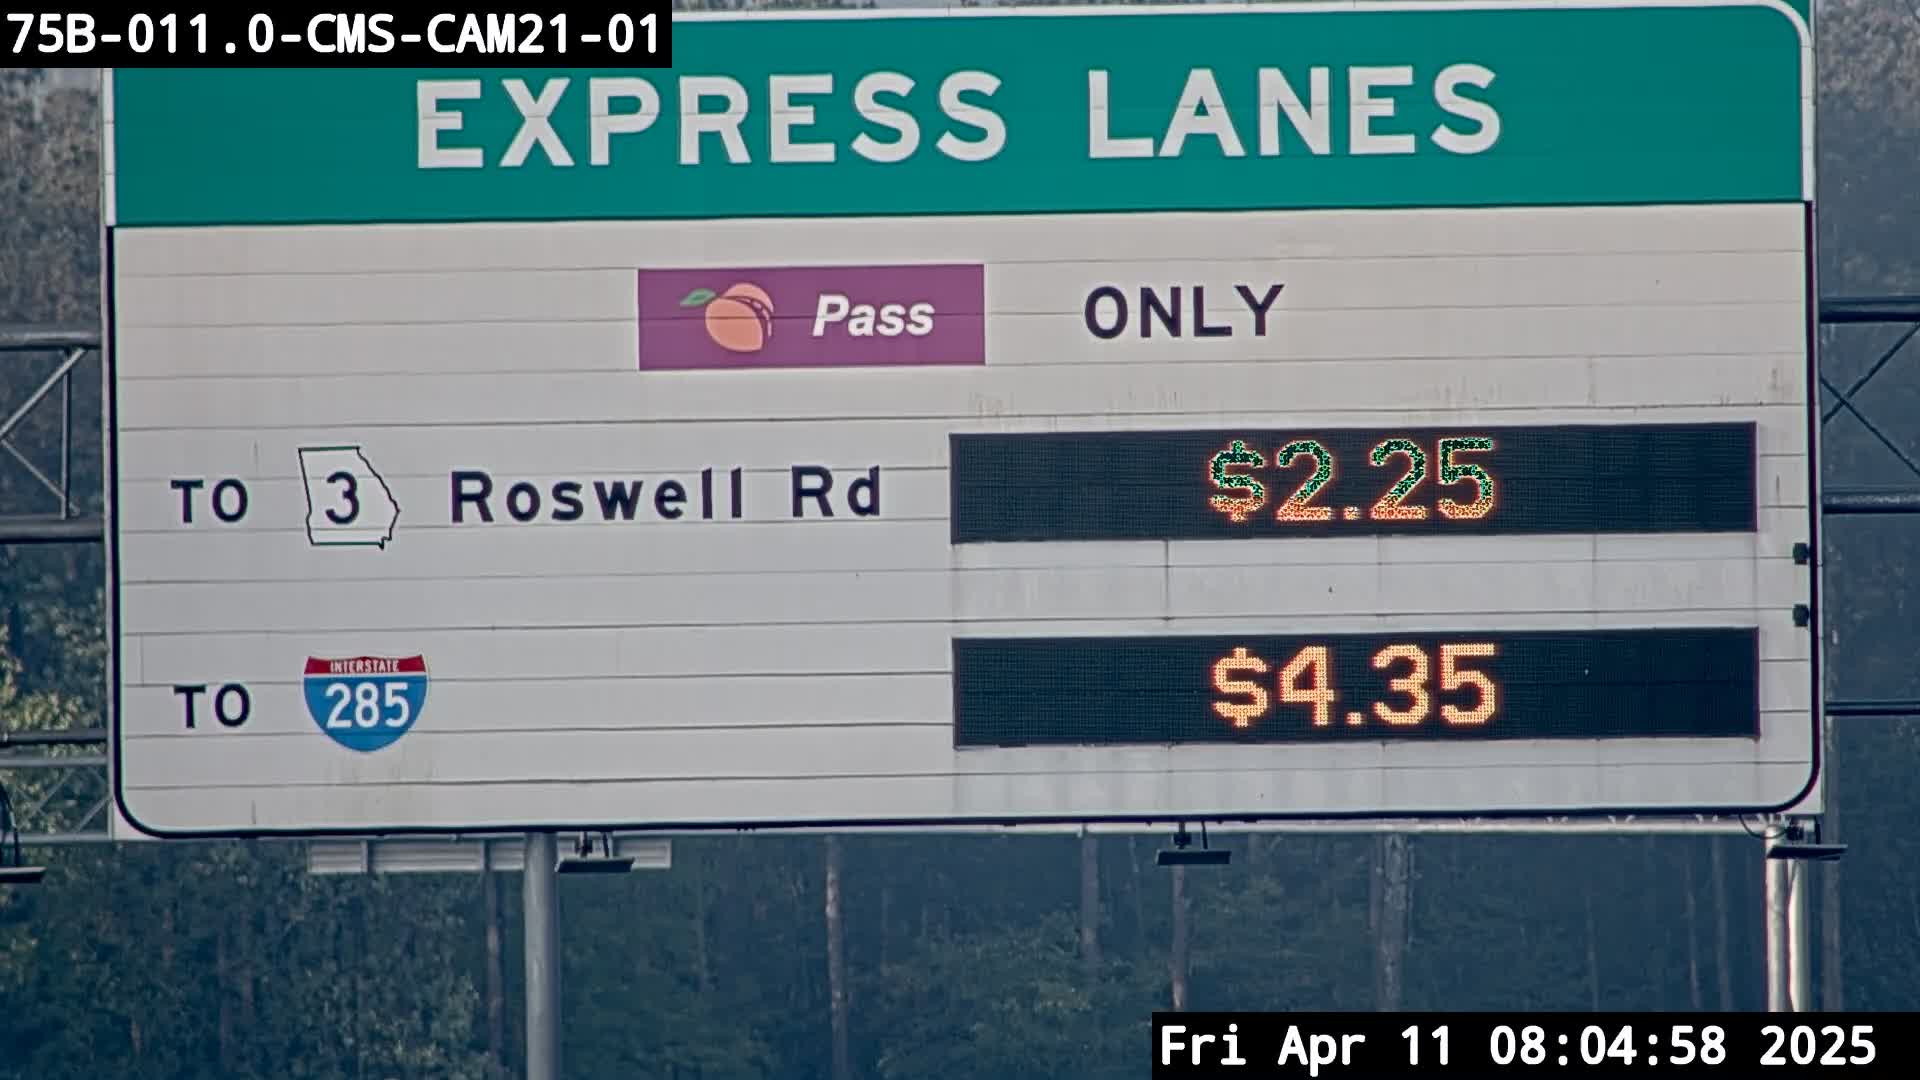 75B-011.0-CMS-CAM21-01
EXPRESS LANES
Pass ONLY
TO 3 Roswell Rd $2.25
TO INTERSTATE 285 $4.35
Fri Apr 11 08:04:58 2025